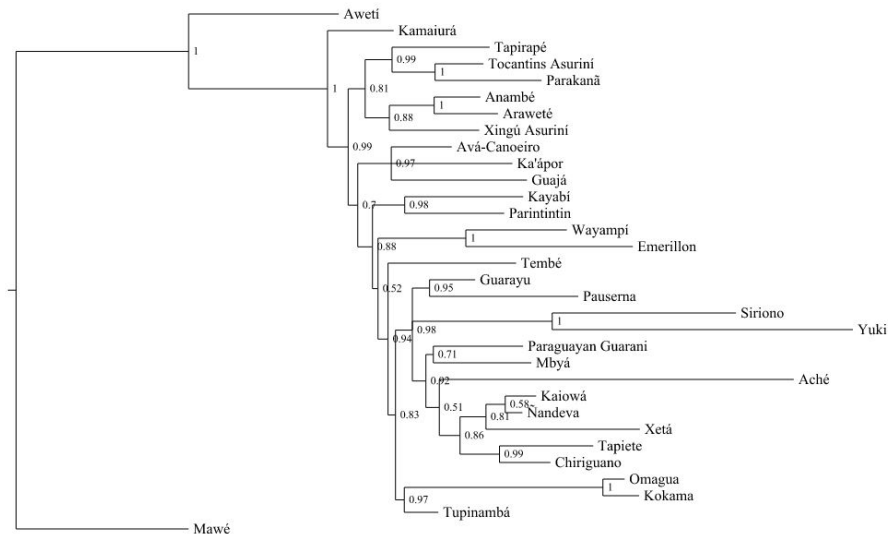 Awetí
Kamaiurá
Tapirapé
0.99
Tocantins Asuriní
1
Parakanã
1
0.81
1
Anambé
1
Araweté
0.88
Xingú Asuriní
0.99
Avá-Canoeiro
0.97
Ka'ápor
Guajá
Kayabí
0.7
0.98
Parintintin
Wayampí
1
0.88
Emerillon
Tembé
0.52
Guarayu
0.95
Pauserna
Siriono
1
0.98
Yuki
0.94
Paraguayan Guarani
0.71
Mbyá
0.92
Aché
Kaiowá
0.58
0.51
0.83
0.81
Ñandeva
Xetá
0.86
Tapiete
0.99
Chiriguano
Omagua
1
0.97
Kokama
Tupinambá
Mawé